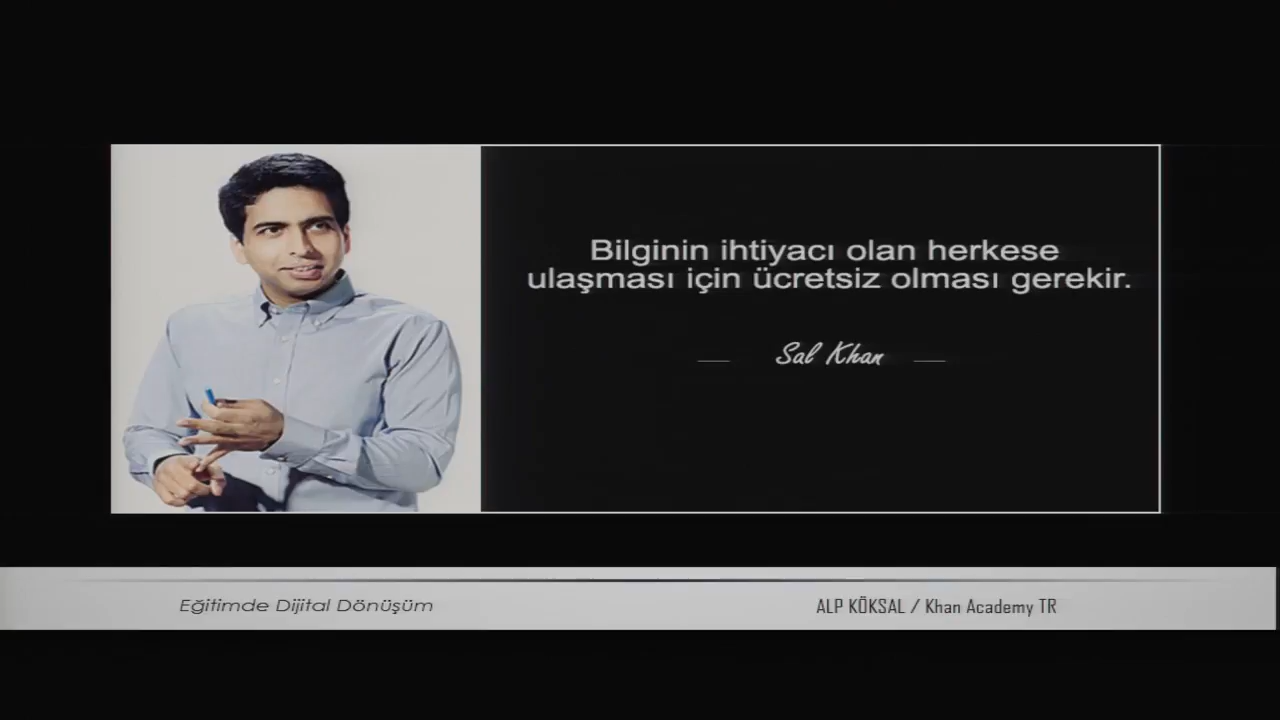 Bilginin ihtiyacı olan herkese
ulaşması için ücretsiz olması gerekir.
Sal Khan
Eğitimde Dijital Dönüşüm
ALP KÖKSAL / Khan Academy TR